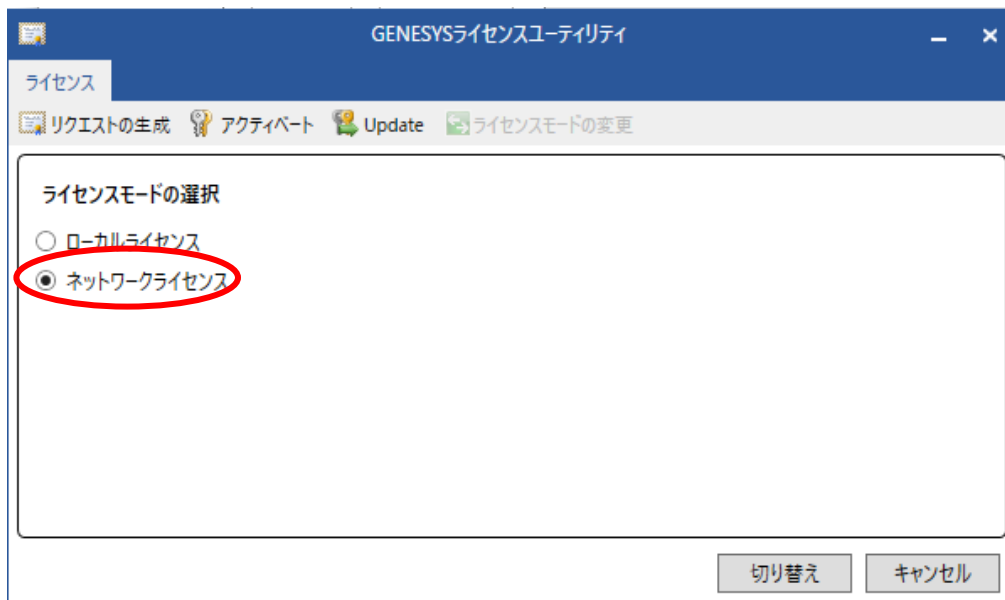 GENESYSライセンスユーティリティ
ライセンス
リクエストの生成 アクティベート Update ライセンスモードの変更
ライセンスモードの選択
ローカルライセンス
ネットワークライセンス
切り替え キャンセル